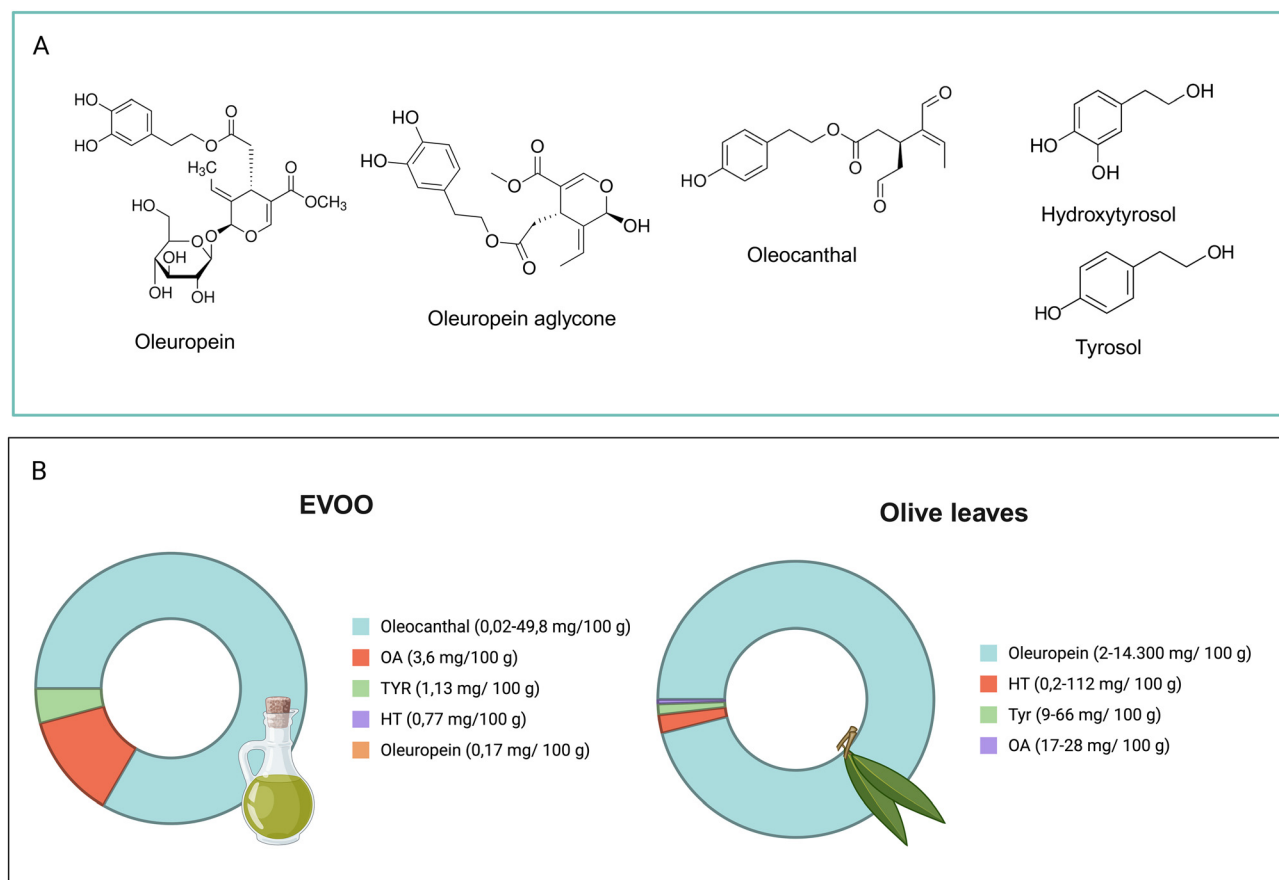 A
HO
HO
O
O
H₃C
O
OCH₃
HO
O
O
O
OH
OH
OH
Oleuropein
HO
HO
O
O
O
OH
O
O
Oleuropein aglycone
HO
O
O
O
O
Oleocanthal
OH
HO
OH
Hydroxytyrosol
OH
HO
Tyrosol
B
EVOO
Oleocanthal (0,02-49,8 mg/100 g)
OA (3,6 mg/100 g)
TYR (1,13 mg/ 100 g)
HT (0,77 mg/100 g)
Oleuropein (0,17 mg/ 100 g)
Olive leaves
Oleuropein (2-14.300 mg/ 100 g)
HT (0,2-112 mg/ 100 g)
Tyr (9-66 mg/ 100 g)
OA (17-28 mg/ 100 g)